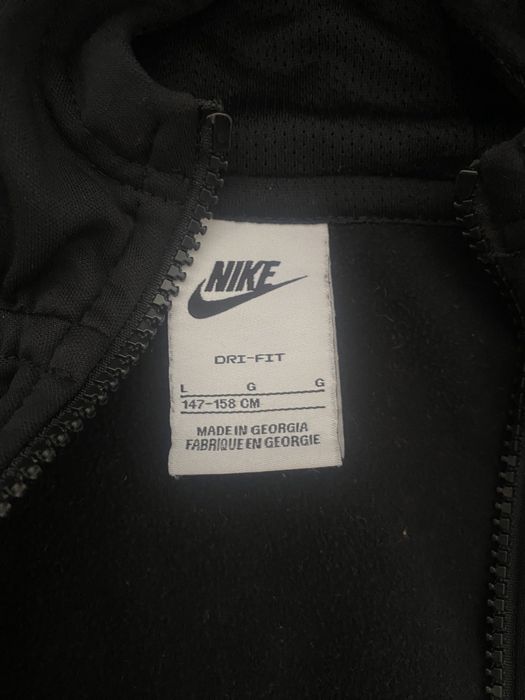 NIKE
DRI-FIT
L G G
147-158 CM
MADE IN GEORGIA
FABRIQUE EN GEORGIE